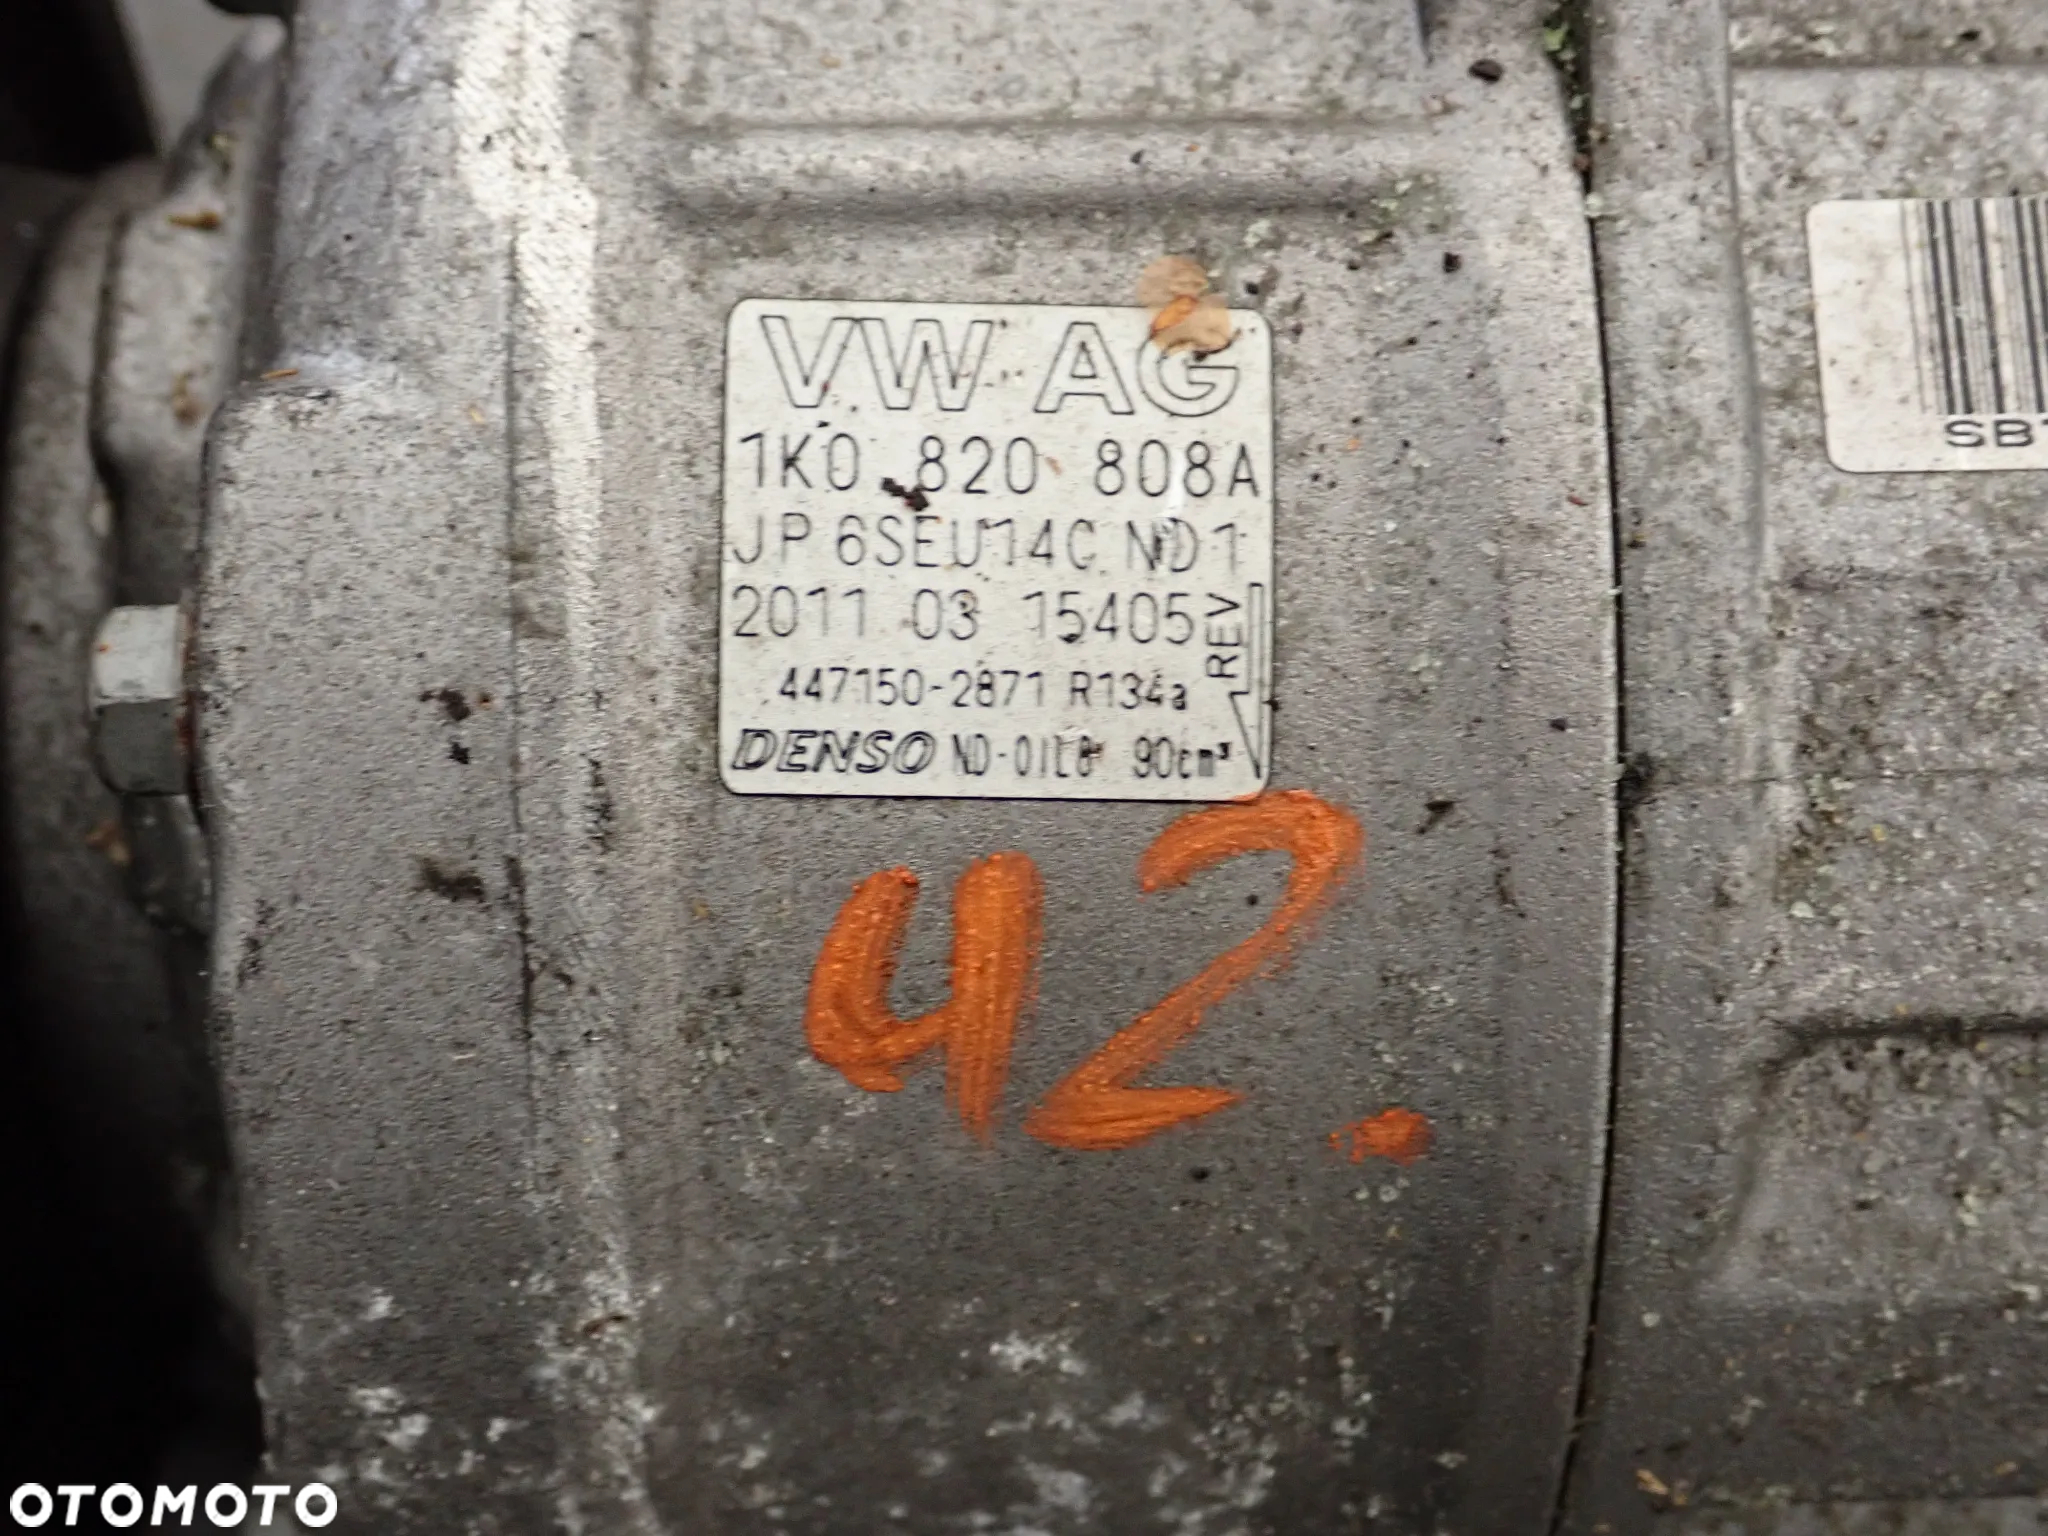 VW AG
1K0 820 808A
JP 6SEU14C ND1
2011 03 15405
REV
447150-2871 R134a
DENSO ND-OIL8 90cm³
SB1
42.
OTOMOTO